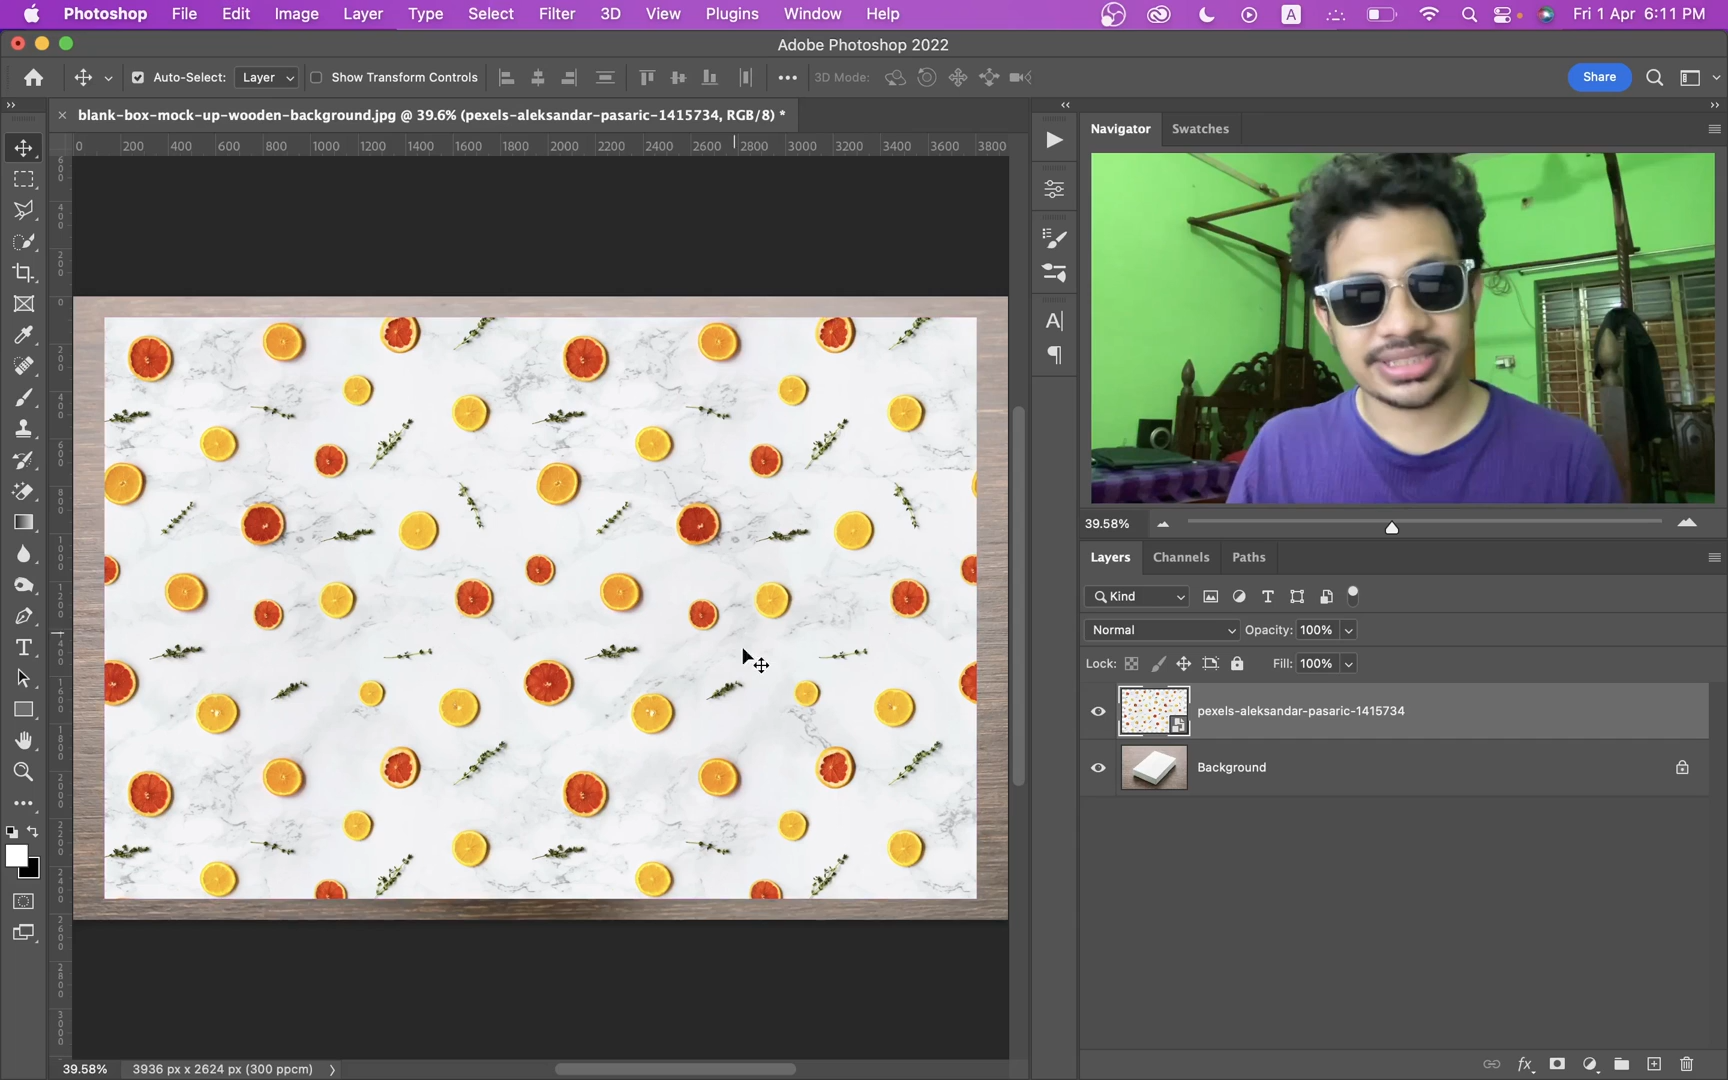 Photoshop File Edit Image Layer Type Select Filter 3D View Plugins Window Help A Fri 1 Apr 6:11 PM
Adobe Photoshop 2022
Auto-Select: Layer Show Transform Controls 3D Mode: Share
blank-box-mock-up-wooden-background.jpg @ 39.6% (pexels-aleksandar-pasaric-1415734, RGB/8) *
Navigator Swatches
0 200 400 600 800 1000 1200 1400 1600 1800 2000 2200 2400 2600 2800 3000 3200 3400 3600 3800
39.58%
Layers Channels Paths
Kind
Normal Opacity: 100%
Lock: Fill: 100%
pexels-aleksandar-pasaric-1415734
Background
39.58% 3936 px x 2624 px (300 ppcm)